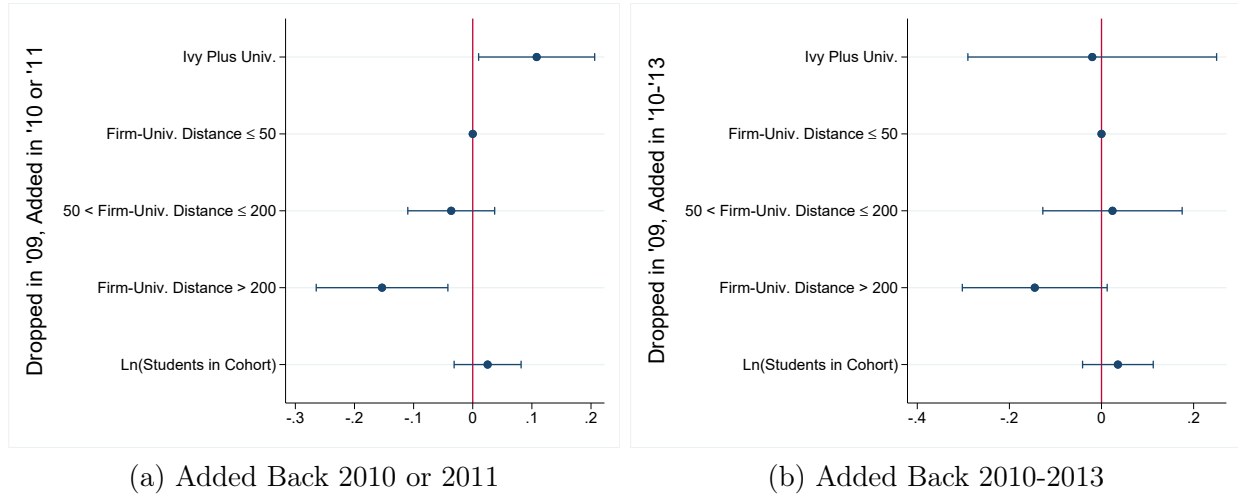 Dropped in '09, Added in '10 or '11
Ivy Plus Univ.
Firm-Univ. Distance ≤ 50
50 < Firm-Univ. Distance ≤ 200
Firm-Univ. Distance > 200
Ln(Students in Cohort)
-.3 -.2 -.1 0 .1 .2
(a) Added Back 2010 or 2011
Dropped in '09, Added in '10-'13
Ivy Plus Univ.
Firm-Univ. Distance ≤ 50
50 < Firm-Univ. Distance ≤ 200
Firm-Univ. Distance > 200
Ln(Students in Cohort)
-.4 -.2 0 .2
(b) Added Back 2010-2013